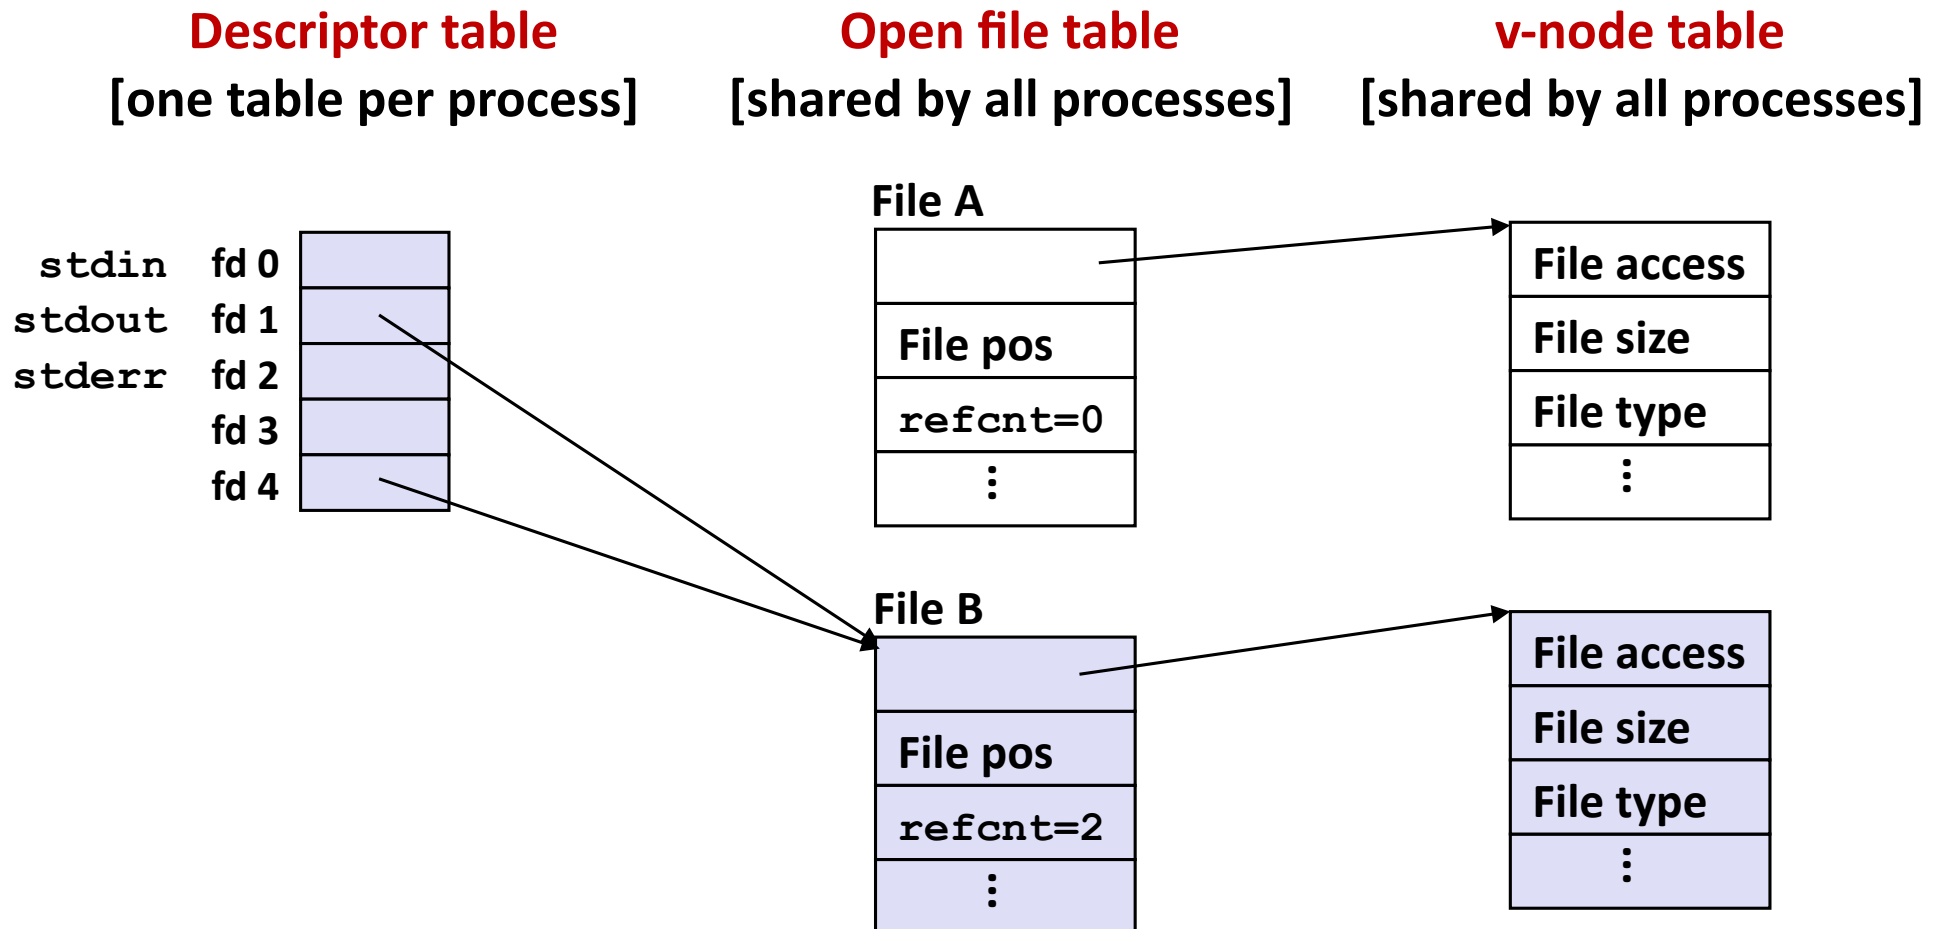 Descriptor table
[one table per process]
Open file table
[shared by all processes]
v-node table
[shared by all processes]
stdin fd 0
stdout fd 1
stderr fd 2
fd 3
fd 4
File A
File pos
refcnt=0
⋮
File access
File size
File type
⋮
File B
File pos
refcnt=2
⋮
File access
File size
File type
⋮